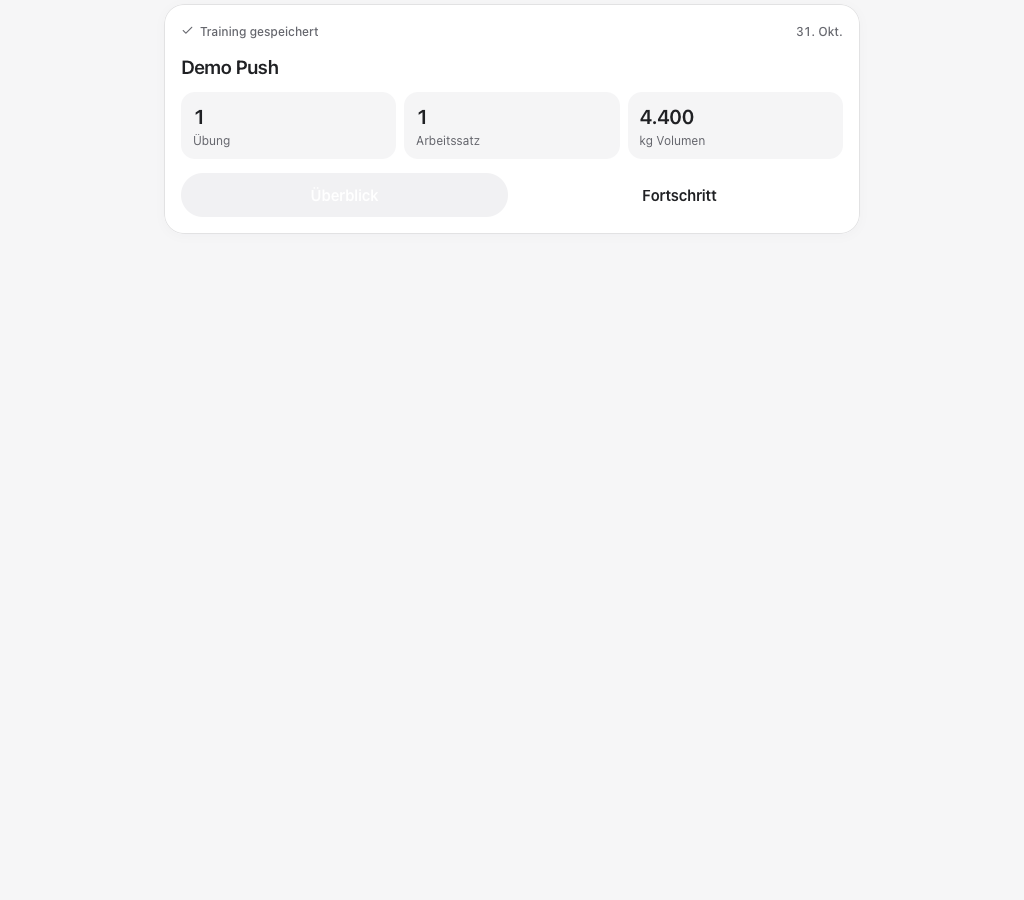 Training gespeichert 31. Okt.
Demo Push
1 1 4.400
Übung Arbeitssatz kg Volumen
Überblick Fortschritt